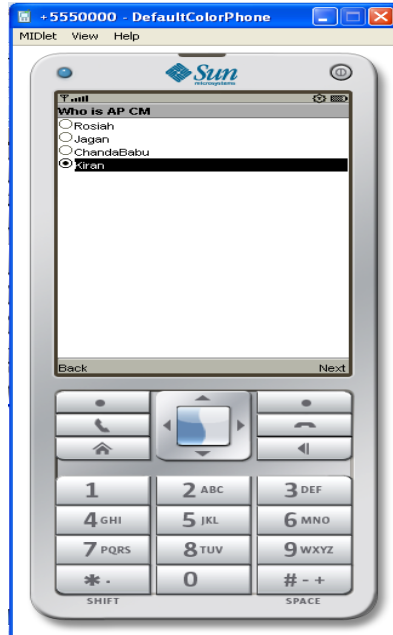 +5550000 - DefaultColorPhone
MIDlet View Help
Sun
microsystems
Who is AP CM
Rosiah
Jagan
ChandaBabu
Kiran
Back Next
1 2 ABC 3 DEF
4 GHI 5 JKL 6 MNO
7 PQRS 8 TUV 9 WXYZ
* . 0 # - +
SHIFT SPACE